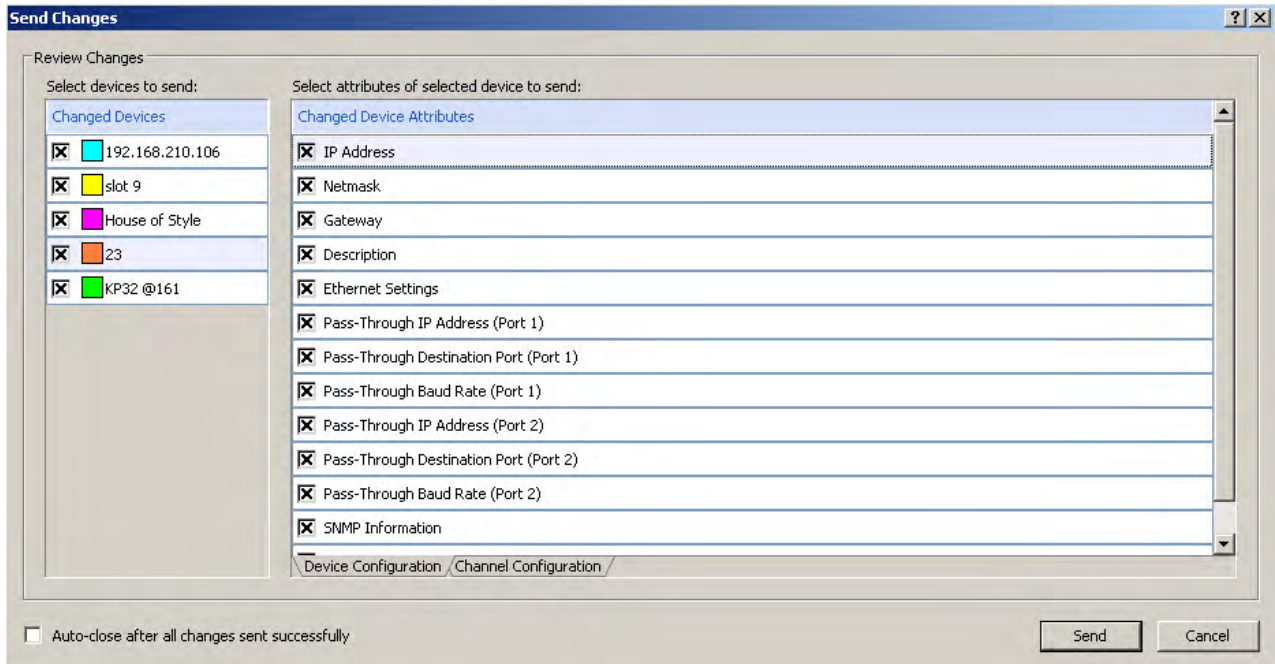 Send Changes
Review Changes
Select devices to send:
Changed Devices
192.168.210.106
slot 9
House of Style
23
KP32 @161
Select attributes of selected device to send:
Changed Device Attributes
IP Address
Netmask
Gateway
Description
Ethernet Settings
Pass-Through IP Address (Port 1)
Pass-Through Destination Port (Port 1)
Pass-Through Baud Rate (Port 1)
Pass-Through IP Address (Port 2)
Pass-Through Destination Port (Port 2)
Pass-Through Baud Rate (Port 2)
SNMP Information
Device Configuration
Channel Configuration
Auto-close after all changes sent successfully
Send
Cancel